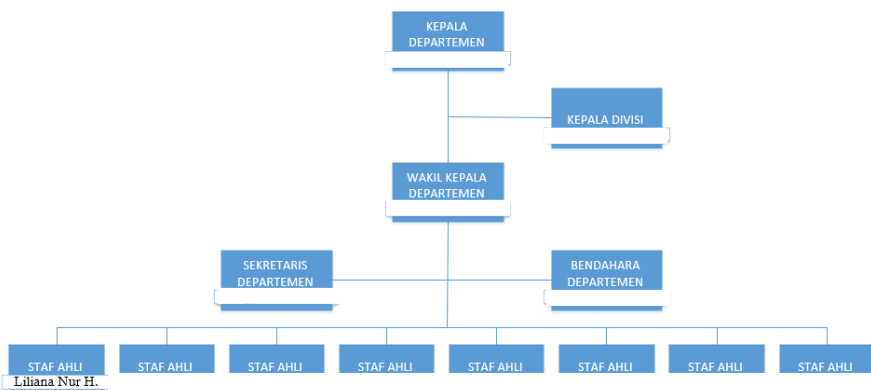 KEPALA
DEPARTEMEN
KEPALA DIVISI
WAKIL KEPALA
DEPARTEMEN
SEKRETARIS
DEPARTEMEN
BENDAHARA
DEPARTEMEN
STAF AHLI
Liliana Nur H.
STAF AHLI
STAF AHLI
STAF AHLI
STAF AHLI
STAF AHLI
STAF AHLI
STAF AHLI